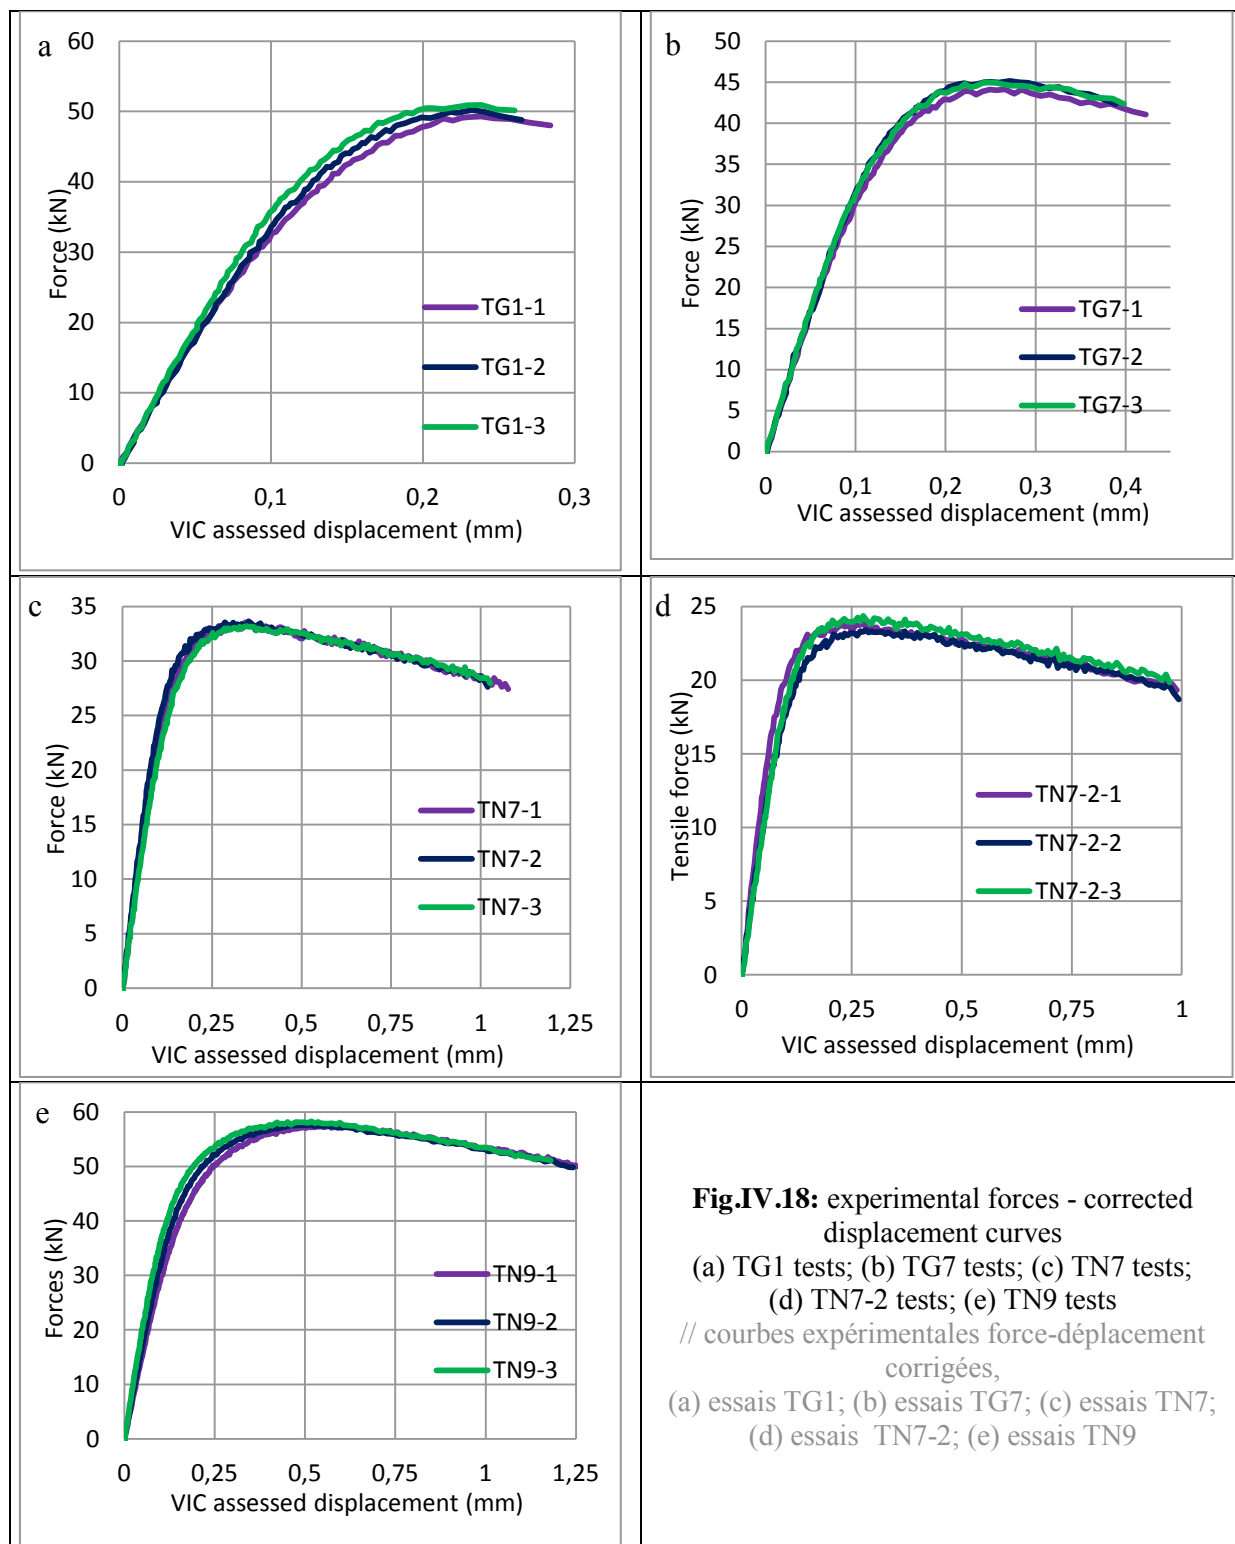 a
60
50
40
30
20
10
0
Force (kN)
TG1-1
TG1-2
TG1-3
0 0,1 0,2 0,3
VIC assessed displacement (mm)
b
50
45
40
35
30
25
20
15
10
5
0
Force (kN)
TG7-1
TG7-2
TG7-3
0 0,1 0,2 0,3 0,4
VIC assessed displacement (mm)
c
35
30
25
20
15
10
5
0
Force (kN)
TN7-1
TN7-2
TN7-3
0 0,25 0,5 0,75 1 1,25
VIC assessed displacement (mm)
d
25
20
15
10
5
0
Tensile force (kN)
TN7-2-1
TN7-2-2
TN7-2-3
0 0,25 0,5 0,75 1
VIC assessed displacement (mm)
e
60
50
40
30
20
10
0
Forces (kN)
TN9-1
TN9-2
TN9-3
0 0,25 0,5 0,75 1 1,25
VIC assessed displacement (mm)
Fig.IV.18: experimental forces - corrected
displacement curves
(a) TG1 tests; (b) TG7 tests; (c) TN7 tests;
(d) TN7-2 tests; (e) TN9 tests
// courbes expérimentales force-déplacement
corrigées,
(a) essais TG1; (b) essais TG7; (c) essais TN7;
(d) essais TN7-2; (e) essais TN9